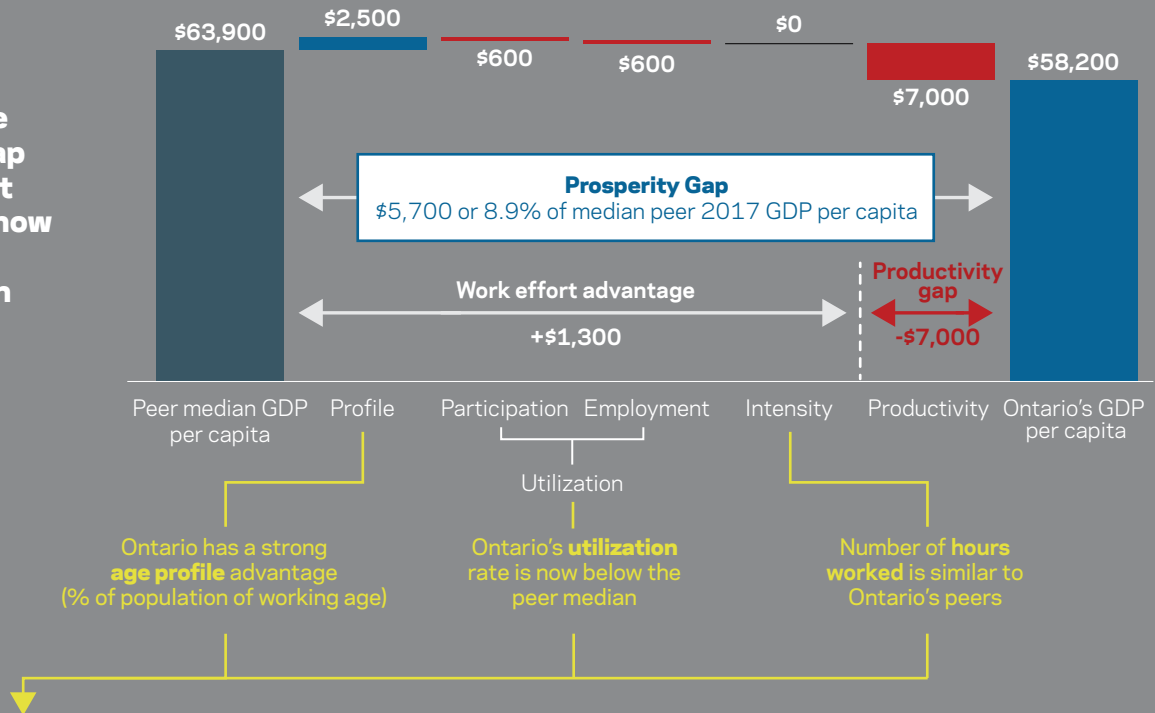 e
ap
t
now
n
$63,900
$2,500
$600
$600
$0
$7,000
$58,200
Prosperity Gap
$5,700 or 8.9% of median peer 2017 GDP per capita
Work effort advantage
+$1,300
Productivity
gap
-$7,000
Peer median GDP
per capita
Profile
Participation
Employment
Intensity
Productivity
Ontario’s GDP
per capita
Utilization
Ontario has a strong
age profile advantage
(% of population of working age)
Ontario’s utilization
rate is now below the
peer median
Number of hours
worked is similar to
Ontario’s peers